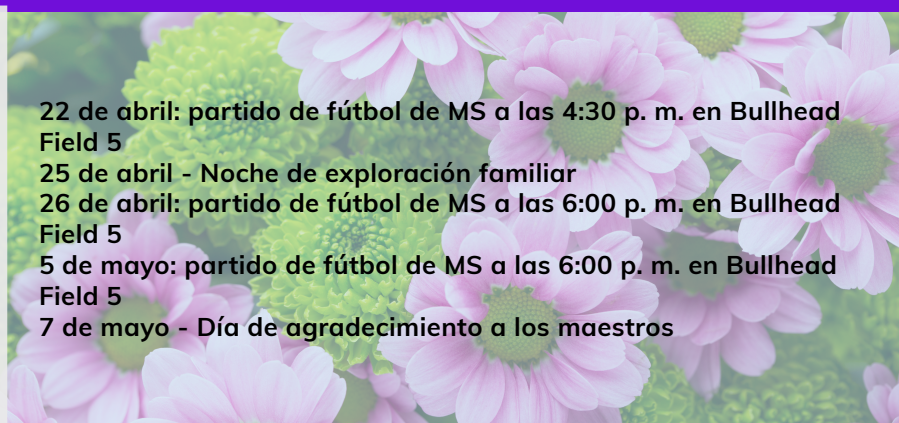 22 de abril: partido de fútbol de MS a las 4:30 p. m. en Bullhead
Field 5
25 de abril - Noche de exploración familiar
26 de abril: partido de fútbol de MS a las 6:00 p. m. en Bullhead
Field 5
5 de mayo: partido de fútbol de MS a las 6:00 p. m. en Bullhead
Field 5
7 de mayo - Día de agradecimiento a los maestros